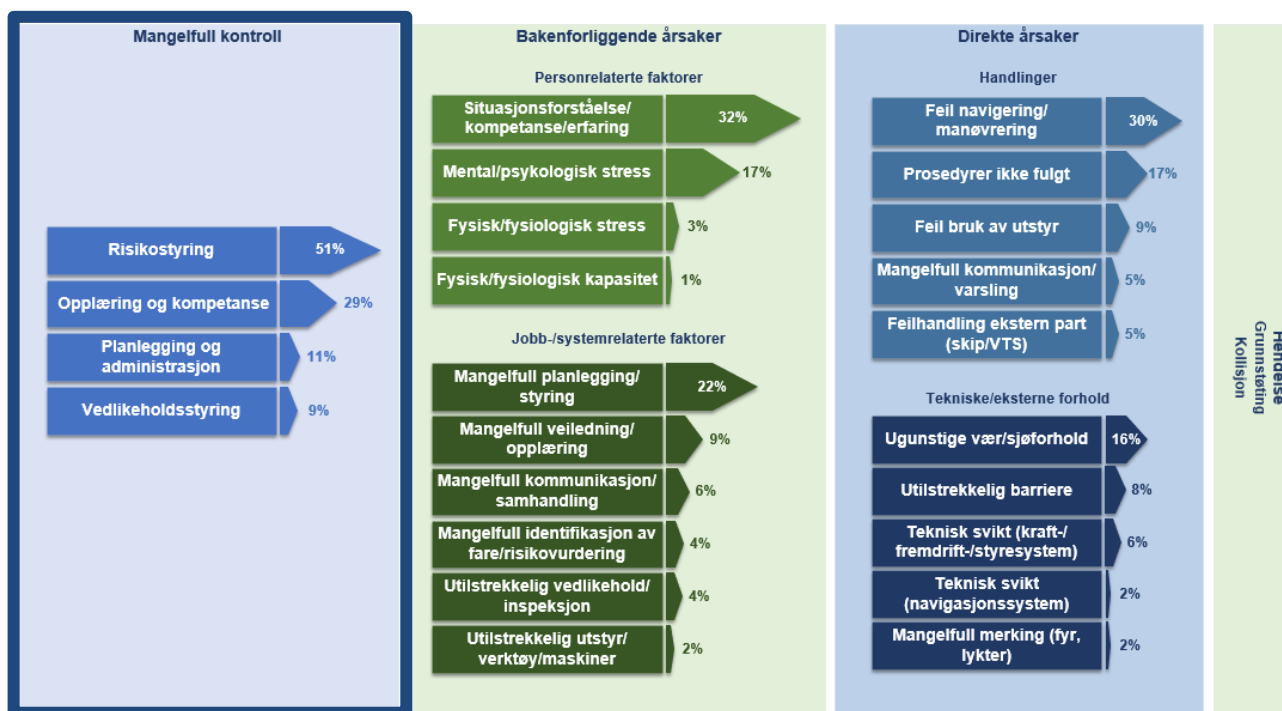 Mangelfull kontroll
Risikostyring
51%
Opplæring og kompetanse
29%
Planlegging og
administrasjon
11%
Vedlikeholdsstyring
9%
Bakenforliggende årsaker
Personrelaterte faktorer
Situasjonsforståelse/
kompetanse/erfaring
32%
Mental/psykologisk stress
17%
Fysisk/fysiologisk stress
3%
Fysisk/fysiologisk kapasitet
1%
Jobb-/systemrelaterte faktorer
Mangelfull planlegging/
styring
22%
Mangelfull veiledning/
opplæring
9%
Mangelfull kommunikasjon/
samhandling
6%
Mangelfull identifikasjon av
fare/risikovurdering
4%
Utilstrekkelig vedlikehold/
inspeksjon
4%
Utilstrekkelig utstyr/
verktøy/maskiner
2%
Direkte årsaker
Handlinger
Feil navigering/
manøvrering
30%
Prosedyrer ikke fulgt
17%
Feil bruk av utstyr
9%
Mangelfull kommunikasjon/
varsling
5%
Feilhandling ekstern part
(skip/VTS)
5%
Tekniske/eksterne forhold
Ugunstige vær/sjøforhold
16%
Utilstrekkelig barriere
8%
Teknisk svikt (kraft-/
fremdrift-/styresystem)
6%
Teknisk svikt
(navigasjonssystem)
2%
Mangelfull merking (fyr,
lykter)
2%
Hendelse
Grunnstøting
Kollisjon